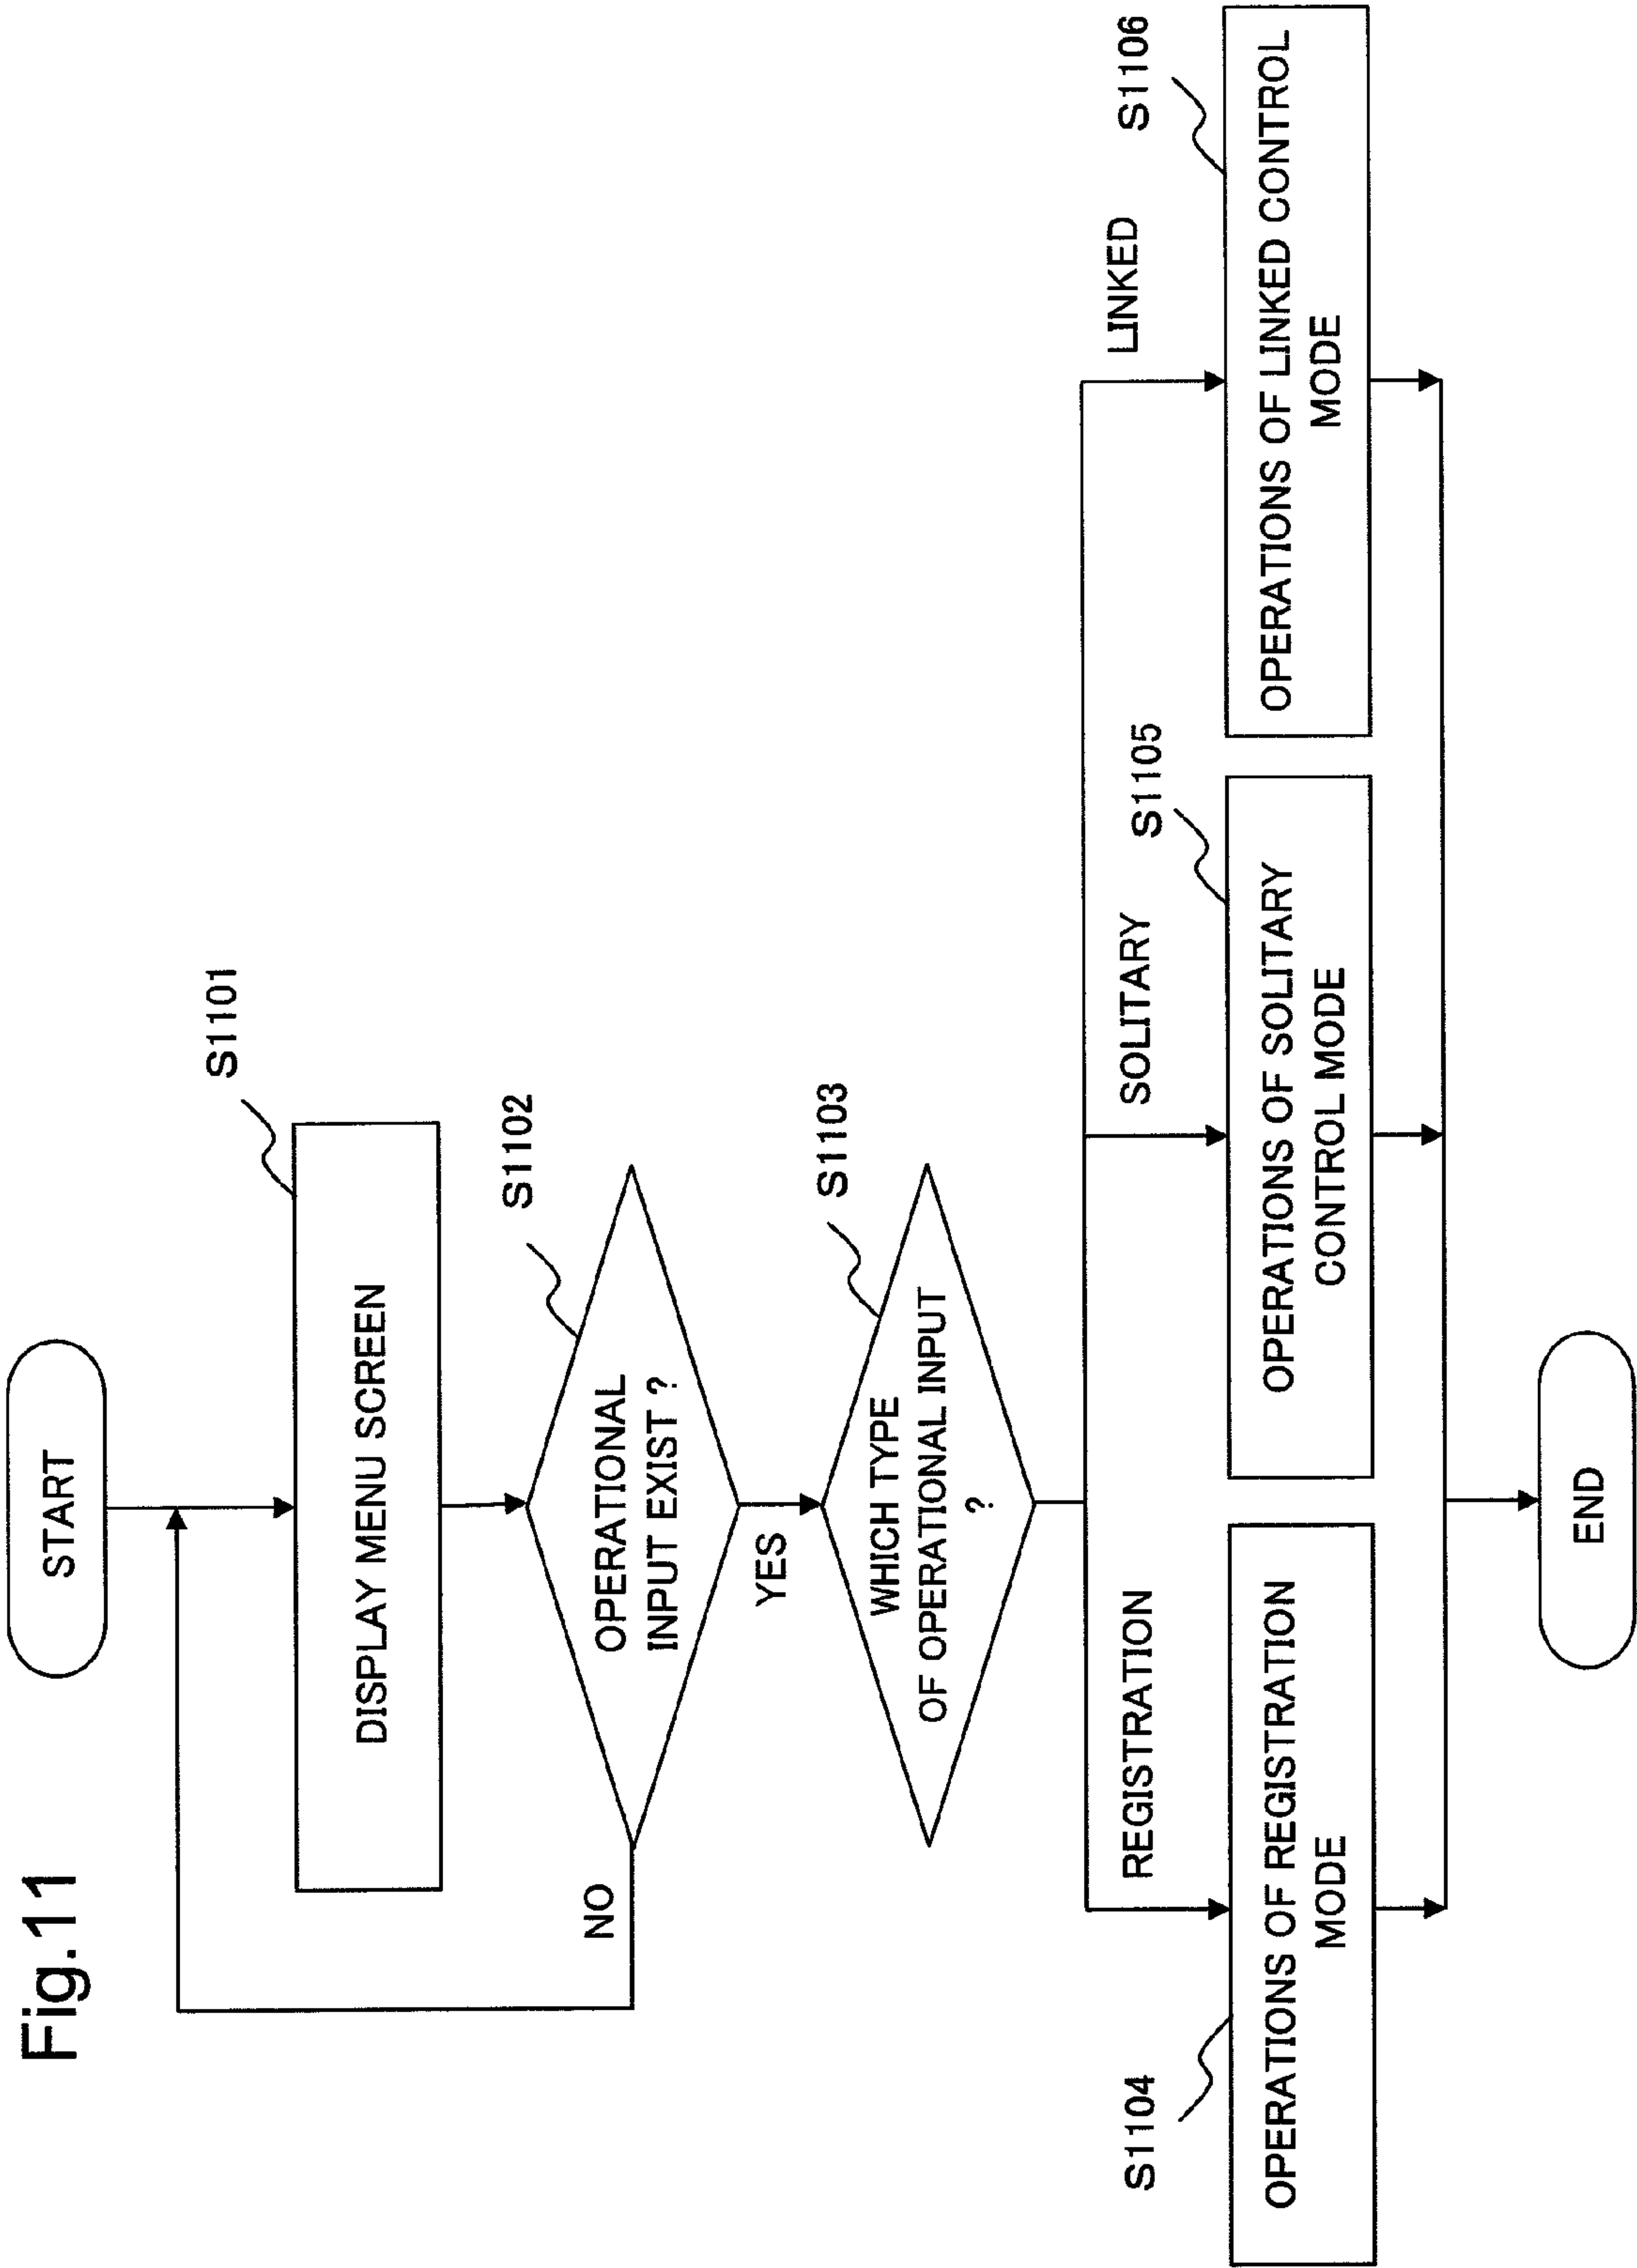 Fig.11
START
S1101
DISPLAY MENU SCREEN
S1102
OPERATIONAL
INPUT EXIST ?
NO
YES
S1103
WHICH TYPE
OF OPERATIONAL INPUT
?
REGISTRATION
SOLITARY
LINKED
S1104
OPERATIONS OF REGISTRATION
MODE
S1105
OPERATIONS OF SOLITARY
CONTROL MODE
S1106
OPERATIONS OF LINKED CONTROL
MODE
END